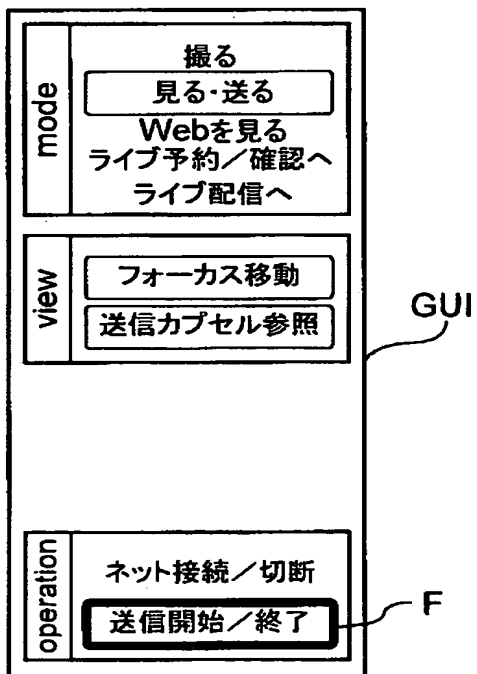 mode
撮る
見る・送る
Webを見る
ライブ予約／確認へ
ライブ配信へ
view
フォーカス移動
送信カプセル参照
GUI
operation
ネット接続／切断
送信開始／終了
F